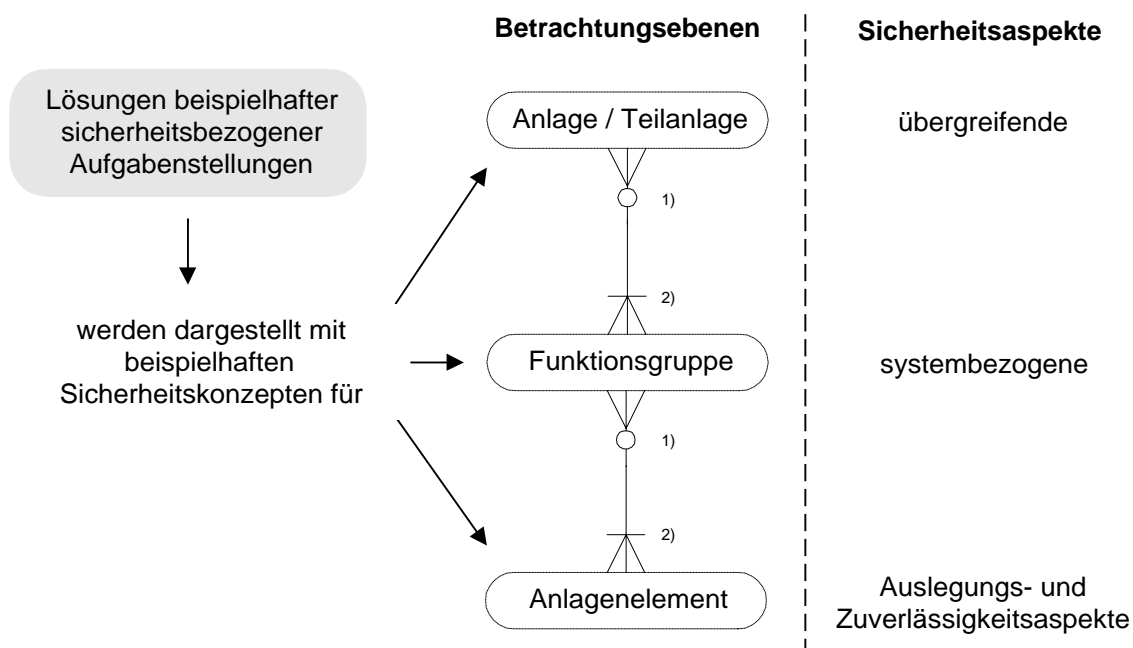 Betrachtungsebenen
Sicherheitsaspekte
Lösungen beispielhafter
sicherheitsbezogener
Aufgabenstellungen
Anlage / Teilanlage
übergreifende
1)
2)
werden dargestellt mit
beispielhaften
Sicherheitskonzepten für
Funktionsgruppe
systembezogene
1)
2)
Anlagenelement
Auslegungs- und
Zuverlässigkeitsaspekte